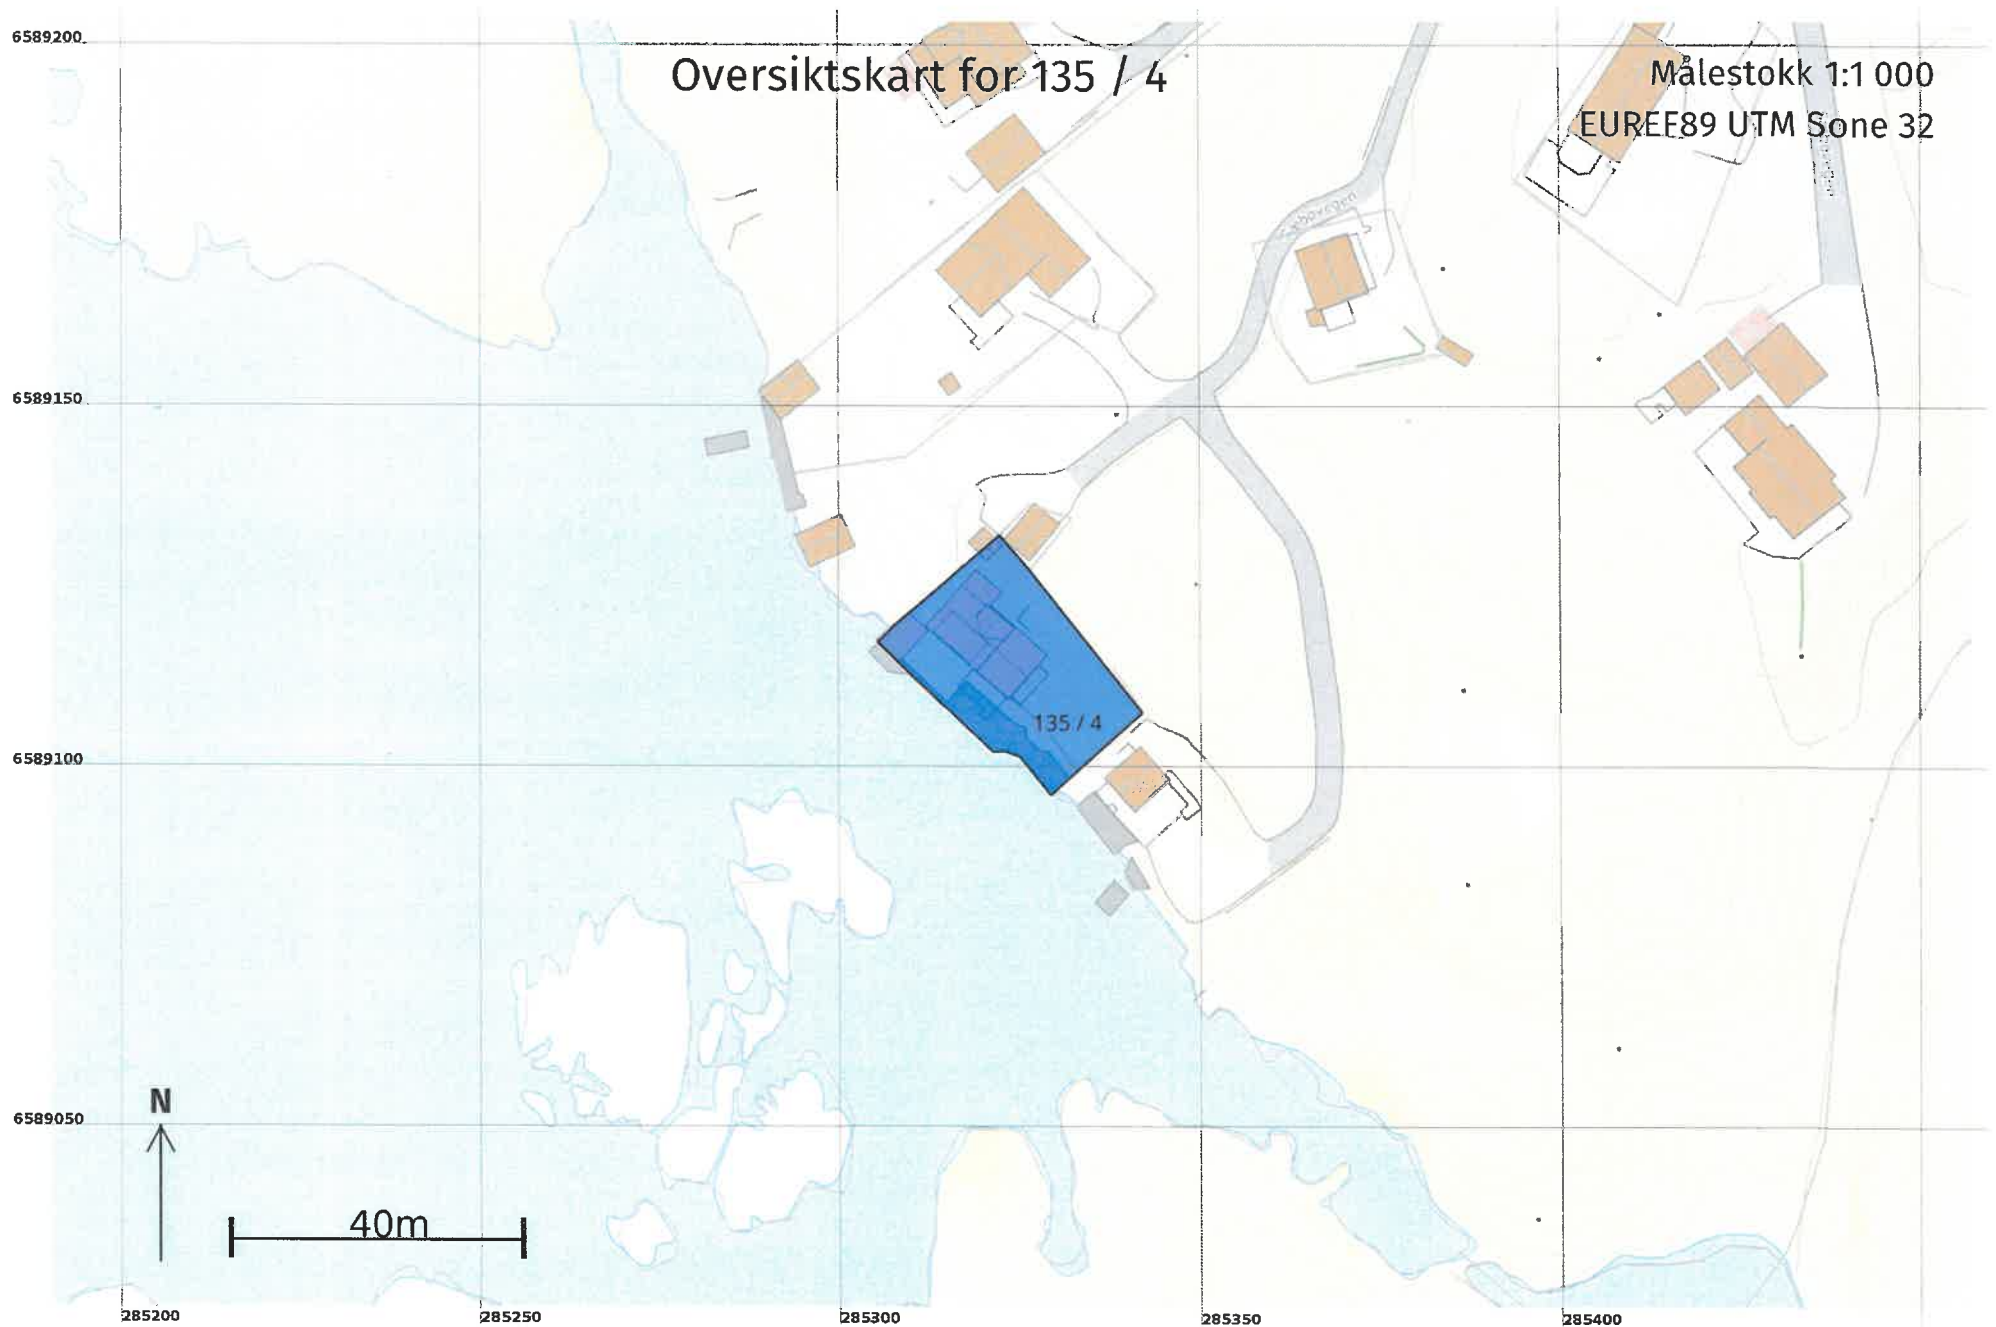 6589200
Oversiktskart for 135 / 4
Målestokk 1:1 000
EUREF89 UTM Sone 32
6589150
135 / 4
6589100
6589050
N
40m
285200
285250
285300
285350
285400